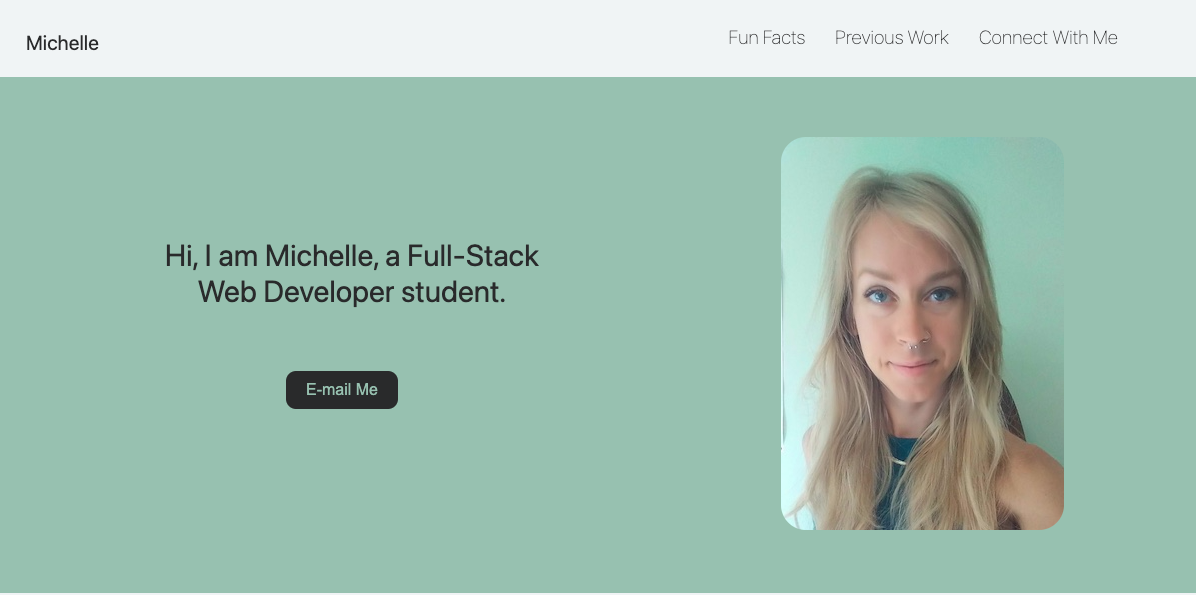 Michelle
Fun Facts
Previous Work
Connect With Me
Hi, I am Michelle, a Full-Stack
Web Developer student.
E-mail Me